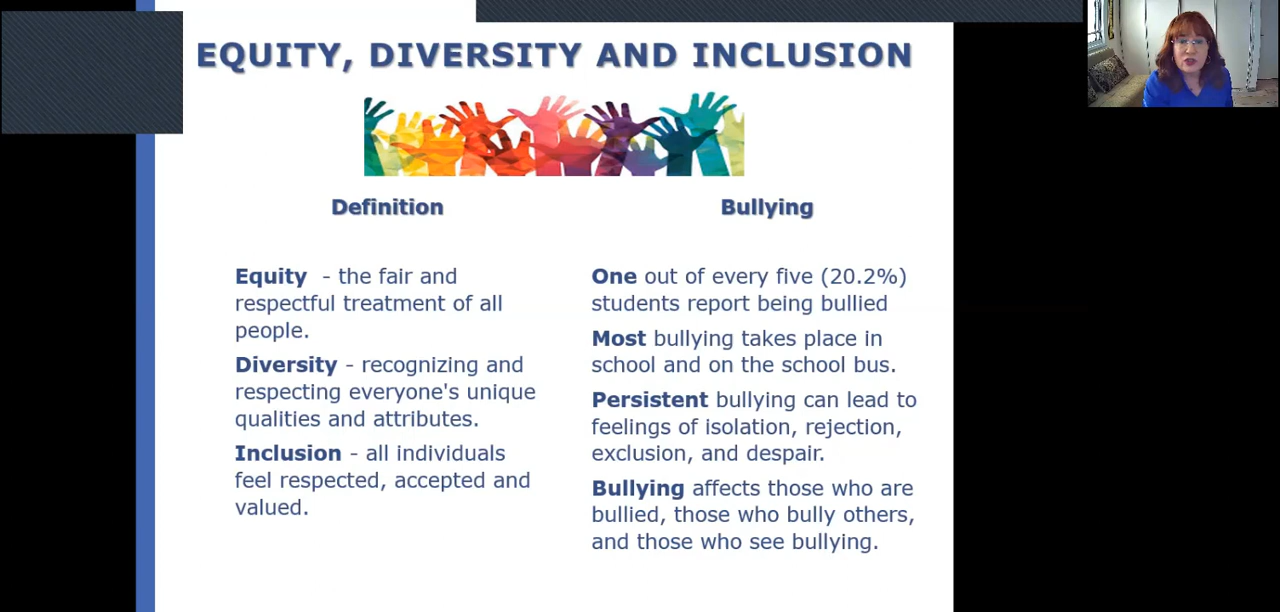 EQUITY, DIVERSITY AND INCLUSION
Definition
Equity - the fair and
respectful treatment of all
people.
Diversity - recognizing and
respecting everyone's unique
qualities and attributes.
Inclusion - all individuals
feel respected, accepted and
valued.
Bullying
One out of every five (20.2%)
students report being bullied
Most bullying takes place in
school and on the school bus.
Persistent bullying can lead to
feelings of isolation, rejection,
exclusion, and despair.
Bullying affects those who are
bullied, those who bully others,
and those who see bullying.